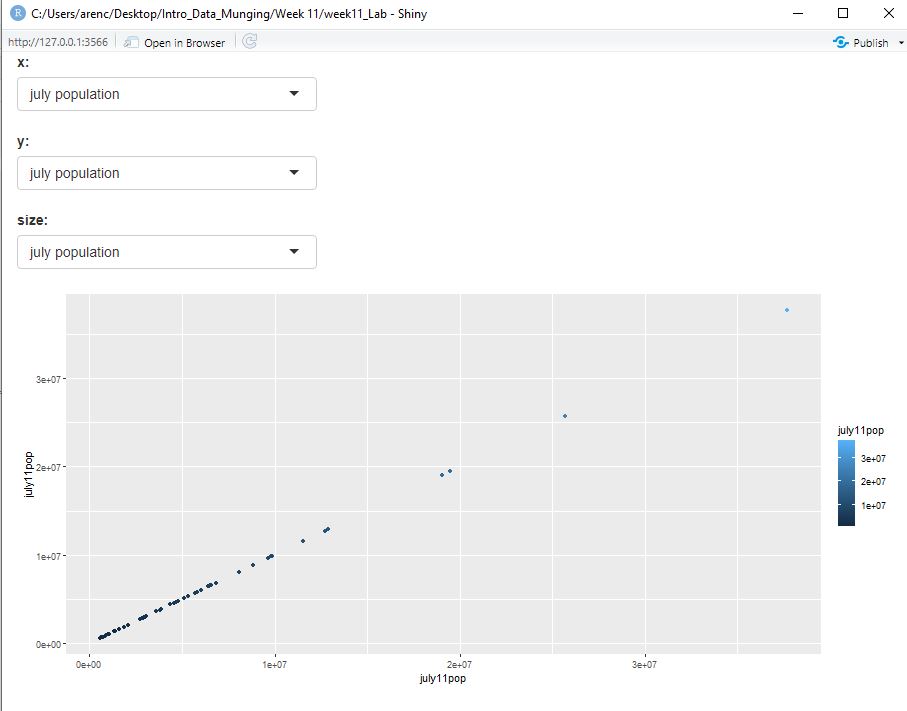 R C:/Users/arenc/Desktop/Intro_Data_Munging/Week 11/week11_Lab - Shiny
http://127.0.0.1:3566 Open in Browser Publish
x:
july population
y:
july population
size:
july population
july11pop
3e+07
2e+07
1e+07
0e+00
0e+00 1e+07 2e+07 3e+07
july11pop
july11pop
3e+07
2e+07
1e+07